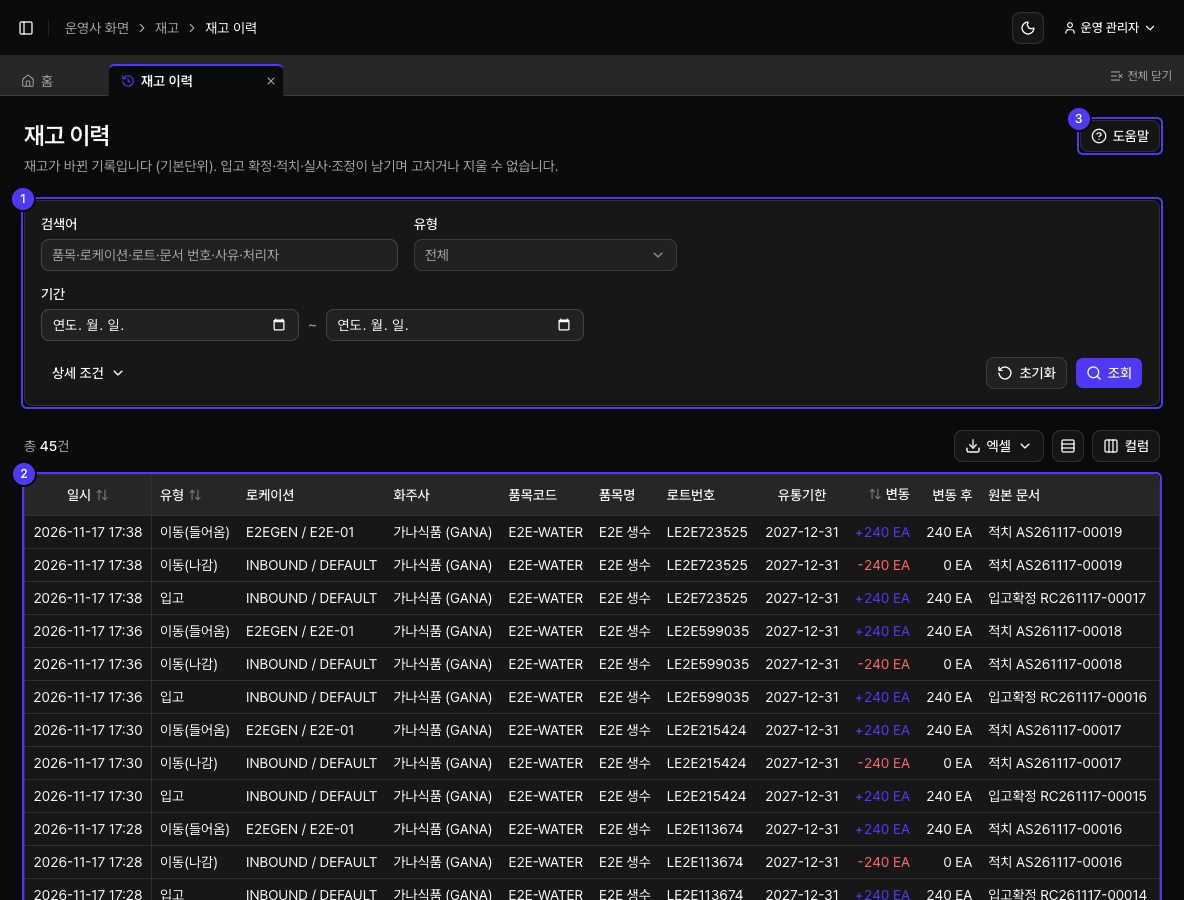 운영사 화면 > 재고 > 재고 이력
운영 관리자
홈
재고 이력
전체 닫기
재고 이력
3
도움말
재고가 바뀐 기록입니다 (기본단위). 입고 확정·적치·실사·조정이 남기며 고치거나 지울 수 없습니다.
1
검색어 유형
품목·로케이션·로트·문서 번호·사유·처리자 전체
기간
연도. 월. 일. ~ 연도. 월. 일.
상세 조건 초기화 조회
총 45건 엑셀 컬럼
2
일시 유형 로케이션 화주사 품목코드 품목명 로트번호 유통기한 변동 변동 후 원본 문서
2026-11-17 17:38 이동(들어옴) E2EGEN / E2E-01 가나식품 (GANA) E2E-WATER E2E 생수 LE2E723525 2027-12-31 +240 EA 240 EA 적치 AS261117-00019
2026-11-17 17:38 이동(나감) INBOUND / DEFAULT 가나식품 (GANA) E2E-WATER E2E 생수 LE2E723525 2027-12-31 -240 EA 0 EA 적치 AS261117-00019
2026-11-17 17:38 입고 INBOUND / DEFAULT 가나식품 (GANA) E2E-WATER E2E 생수 LE2E723525 2027-12-31 +240 EA 240 EA 입고확정 RC261117-00017
2026-11-17 17:36 이동(들어옴) E2EGEN / E2E-01 가나식품 (GANA) E2E-WATER E2E 생수 LE2E599035 2027-12-31 +240 EA 240 EA 적치 AS261117-00018
2026-11-17 17:36 이동(나감) INBOUND / DEFAULT 가나식품 (GANA) E2E-WATER E2E 생수 LE2E599035 2027-12-31 -240 EA 0 EA 적치 AS261117-00018
2026-11-17 17:36 입고 INBOUND / DEFAULT 가나식품 (GANA) E2E-WATER E2E 생수 LE2E599035 2027-12-31 +240 EA 240 EA 입고확정 RC261117-00016
2026-11-17 17:30 이동(들어옴) E2EGEN / E2E-01 가나식품 (GANA) E2E-WATER E2E 생수 LE2E215424 2027-12-31 +240 EA 240 EA 적치 AS261117-00017
2026-11-17 17:30 이동(나감) INBOUND / DEFAULT 가나식품 (GANA) E2E-WATER E2E 생수 LE2E215424 2027-12-31 -240 EA 0 EA 적치 AS261117-00017
2026-11-17 17:30 입고 INBOUND / DEFAULT 가나식품 (GANA) E2E-WATER E2E 생수 LE2E215424 2027-12-31 +240 EA 240 EA 입고확정 RC261117-00015
2026-11-17 17:28 이동(들어옴) E2EGEN / E2E-01 가나식품 (GANA) E2E-WATER E2E 생수 LE2E113674 2027-12-31 +240 EA 240 EA 적치 AS261117-00016
2026-11-17 17:28 이동(나감) INBOUND / DEFAULT 가나식품 (GANA) E2E-WATER E2E 생수 LE2E113674 2027-12-31 -240 EA 0 EA 적치 AS261117-00016
2026-11-17 17:28 입고 INBOUND / DEFAULT 가나식품 (GANA) E2E-WATER E2E 생수 LE2E113674 2027-12-31 +240 EA 240 EA 입고확정 RC261117-00014